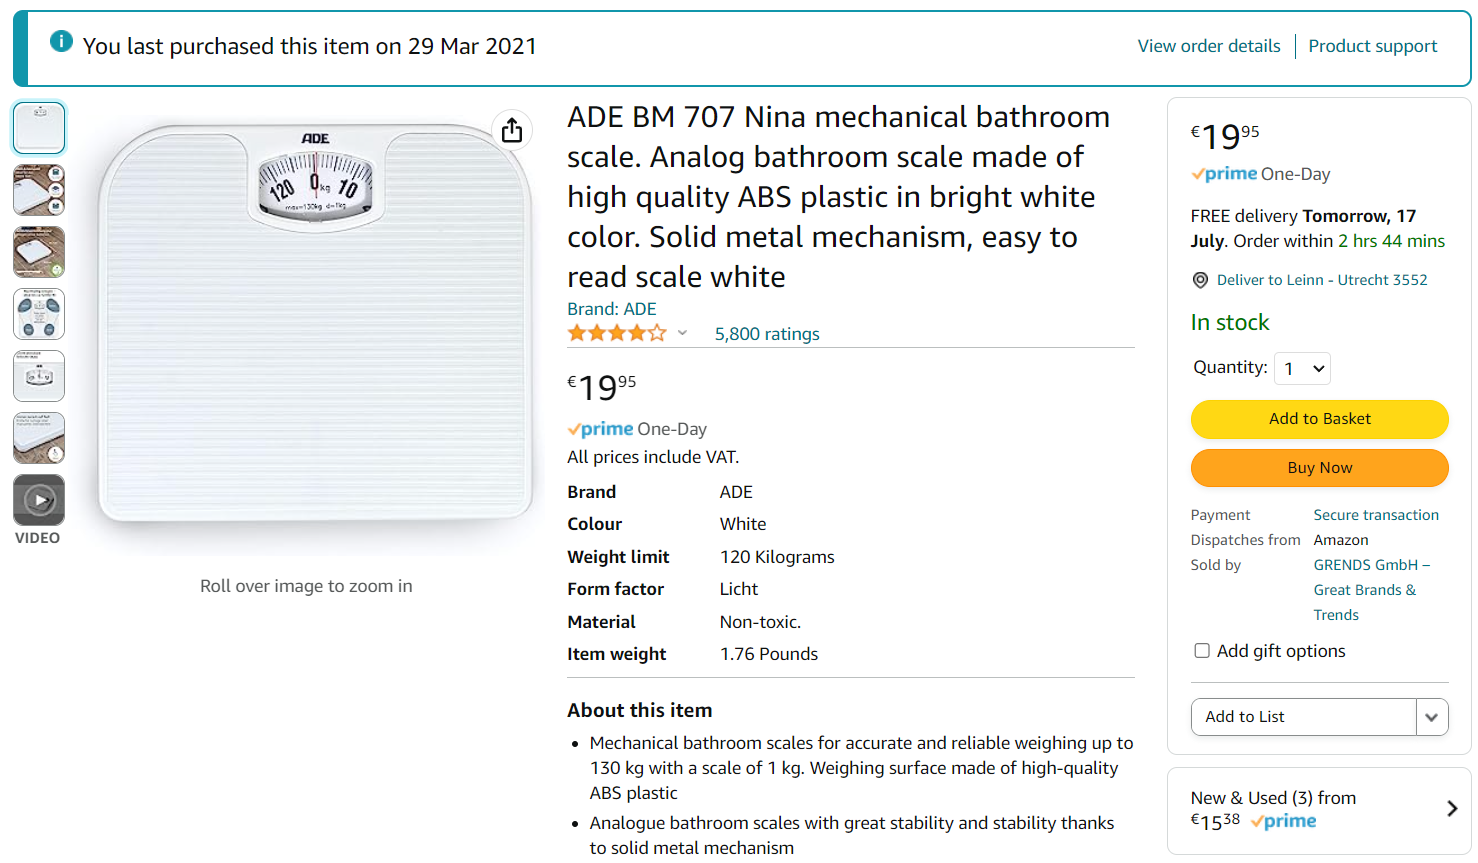 You last purchased this item on 29 Mar 2021
View order details
Product support
ADE
120 0 kg 10
max=130kg d=1kg
VIDEO
Roll over image to zoom in
ADE BM 707 Nina mechanical bathroom
scale. Analog bathroom scale made of
high quality ABS plastic in bright white
color. Solid metal mechanism, easy to
read scale white
Brand: ADE
5,800 ratings
€19 95
prime One-Day
All prices include VAT.
Brand ADE
Colour White
Weight limit 120 Kilograms
Form factor Licht
Material Non-toxic.
Item weight 1.76 Pounds
About this item
• Mechanical bathroom scales for accurate and reliable weighing up to
130 kg with a scale of 1 kg. Weighing surface made of high-quality
ABS plastic
• Analogue bathroom scales with great stability and stability thanks
to solid metal mechanism
€19 95
prime One-Day
FREE delivery Tomorrow, 17
July. Order within 2 hrs 44 mins
Deliver to Leinn - Utrecht 3552
In stock
Quantity: 1
Add to Basket
Buy Now
Payment Secure transaction
Dispatches from Amazon
Sold by GRENDS GmbH –
Great Brands &
Trends
Add gift options
Add to List
New & Used (3) from
€15 38 prime